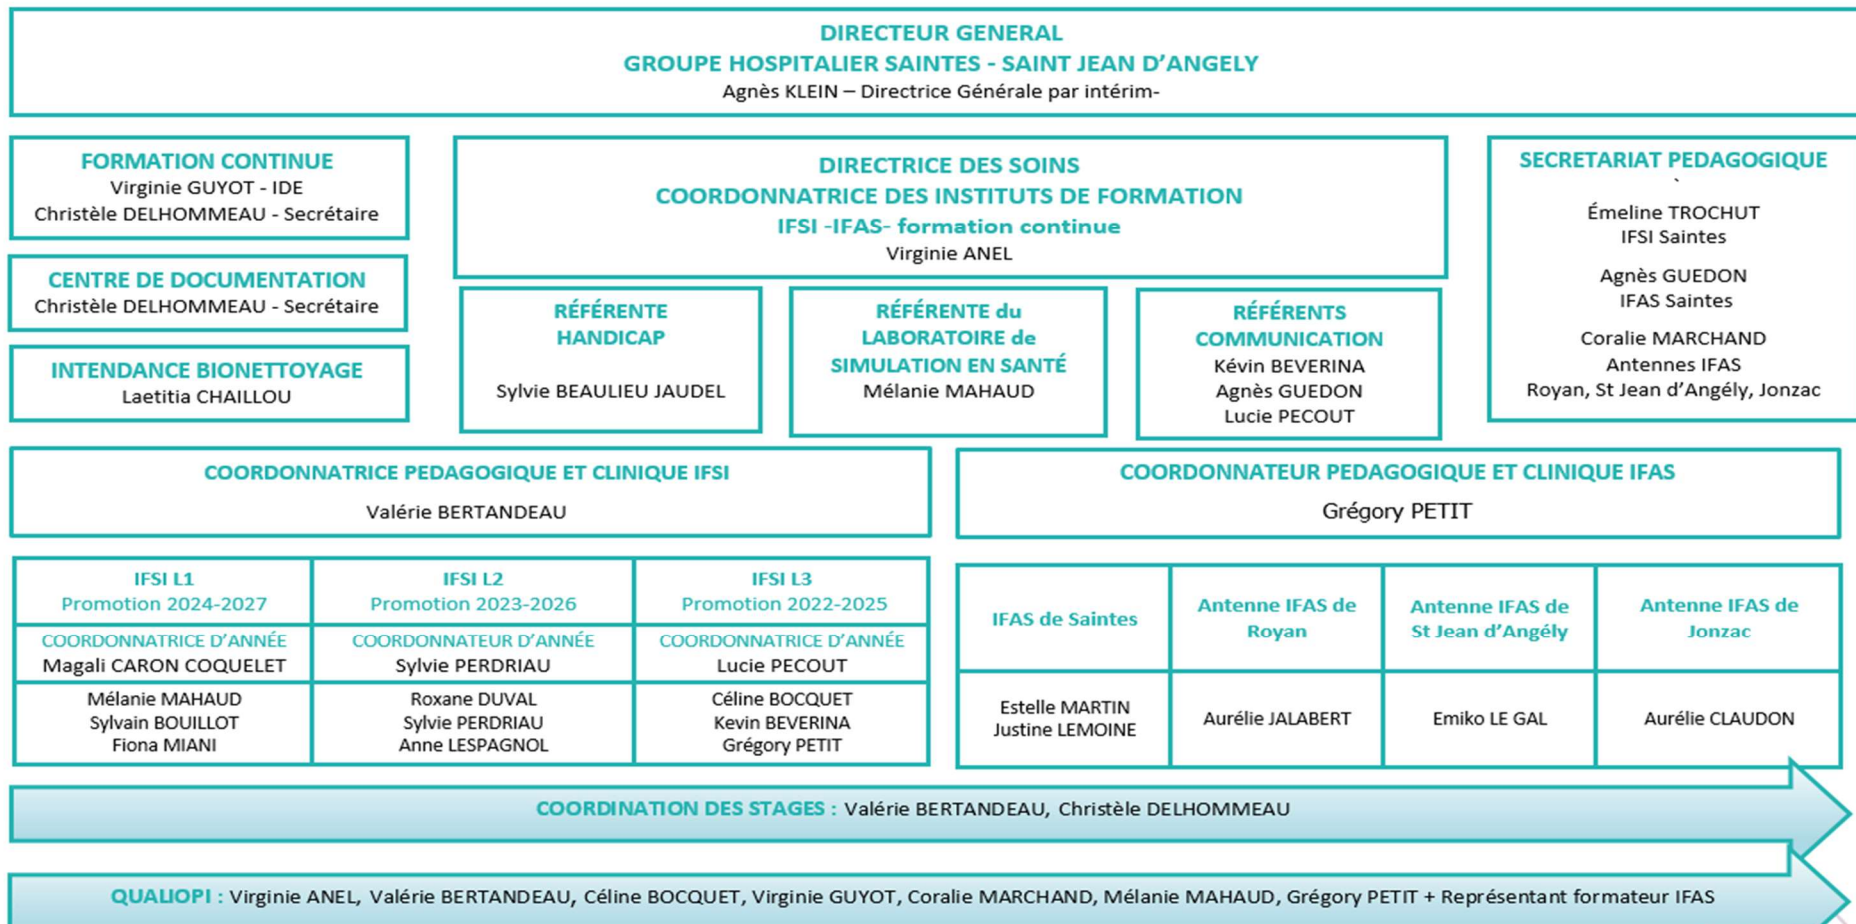 DIRECTEUR GENERAL
GROUPE HOSPITALIER SAINTES - SAINT JEAN D’ANGELY
Agnès KLEIN – Directrice Générale par intérim-
FORMATION CONTINUE
Virginie GUYOT - IDE
Christèle DELHOMMEAU - Secrétaire
CENTRE DE DOCUMENTATION
Christèle DELHOMMEAU - Secrétaire
INTENDANCE BIONETTOYAGE
Laetitia CHAILLOU
DIRECTRICE DES SOINS
COORDONNATRICE DES INSTITUTS DE FORMATION
IFSI -IFAS- formation continue
Virginie ANEL
RÉFÉRENTE
HANDICAP
Sylvie BEAULIEU JAUDEL
RÉFÉRENTE du
LABORATOIRE de
SIMULATION EN SANTÉ
Mélanie MAHAUD
RÉFÉRENTS
COMMUNICATION
Kévin BEVERINA
Agnès GUEDON
Lucie PECOUT
SECRETARIAT PEDAGOGIQUE
`
Émeline TROCHUT
IFSI Saintes
Agnès GUEDON
IFAS Saintes
Coralie MARCHAND
Antennes IFAS
Royan, St Jean d’Angély, Jonzac
COORDONNATRICE PEDAGOGIQUE ET CLINIQUE IFSI
Valérie BERTANDEAU
COORDONNATEUR PEDAGOGIQUE ET CLINIQUE IFAS
Grégory PETIT
IFSI L1
Promotion 2024-2027
COORDONNATRICE D’ANNÉE
Magali CARON COQUELET
Mélanie MAHAUD
Sylvain BOUILLOT
Fiona MIANI
IFSI L2
Promotion 2023-2026
COORDONNATEUR D’ANNÉE
Sylvie PERDRIAU
Roxane DUVAL
Sylvie PERDRIAU
Anne LESPAGNOL
IFSI L3
Promotion 2022-2025
COORDONNATRICE D’ANNÉE
Lucie PECOUT
Céline BOCQUET
Kevin BEVERINA
Grégory PETIT
IFAS de Saintes
Estelle MARTIN
Justine LEMOINE
Antenne IFAS de
Royan
Aurélie JALABERT
Antenne IFAS de
St Jean d’Angély
Emiko LE GAL
Antenne IFAS de
Jonzac
Aurélie CLAUDON
COORDINATION DES STAGES : Valérie BERTANDEAU, Christèle DELHOMMEAU
QUALIOPI : Virginie ANEL, Valérie BERTANDEAU, Céline BOCQUET, Virginie GUYOT, Coralie MARCHAND, Mélanie MAHAUD, Grégory PETIT + Représentant formateur IFAS